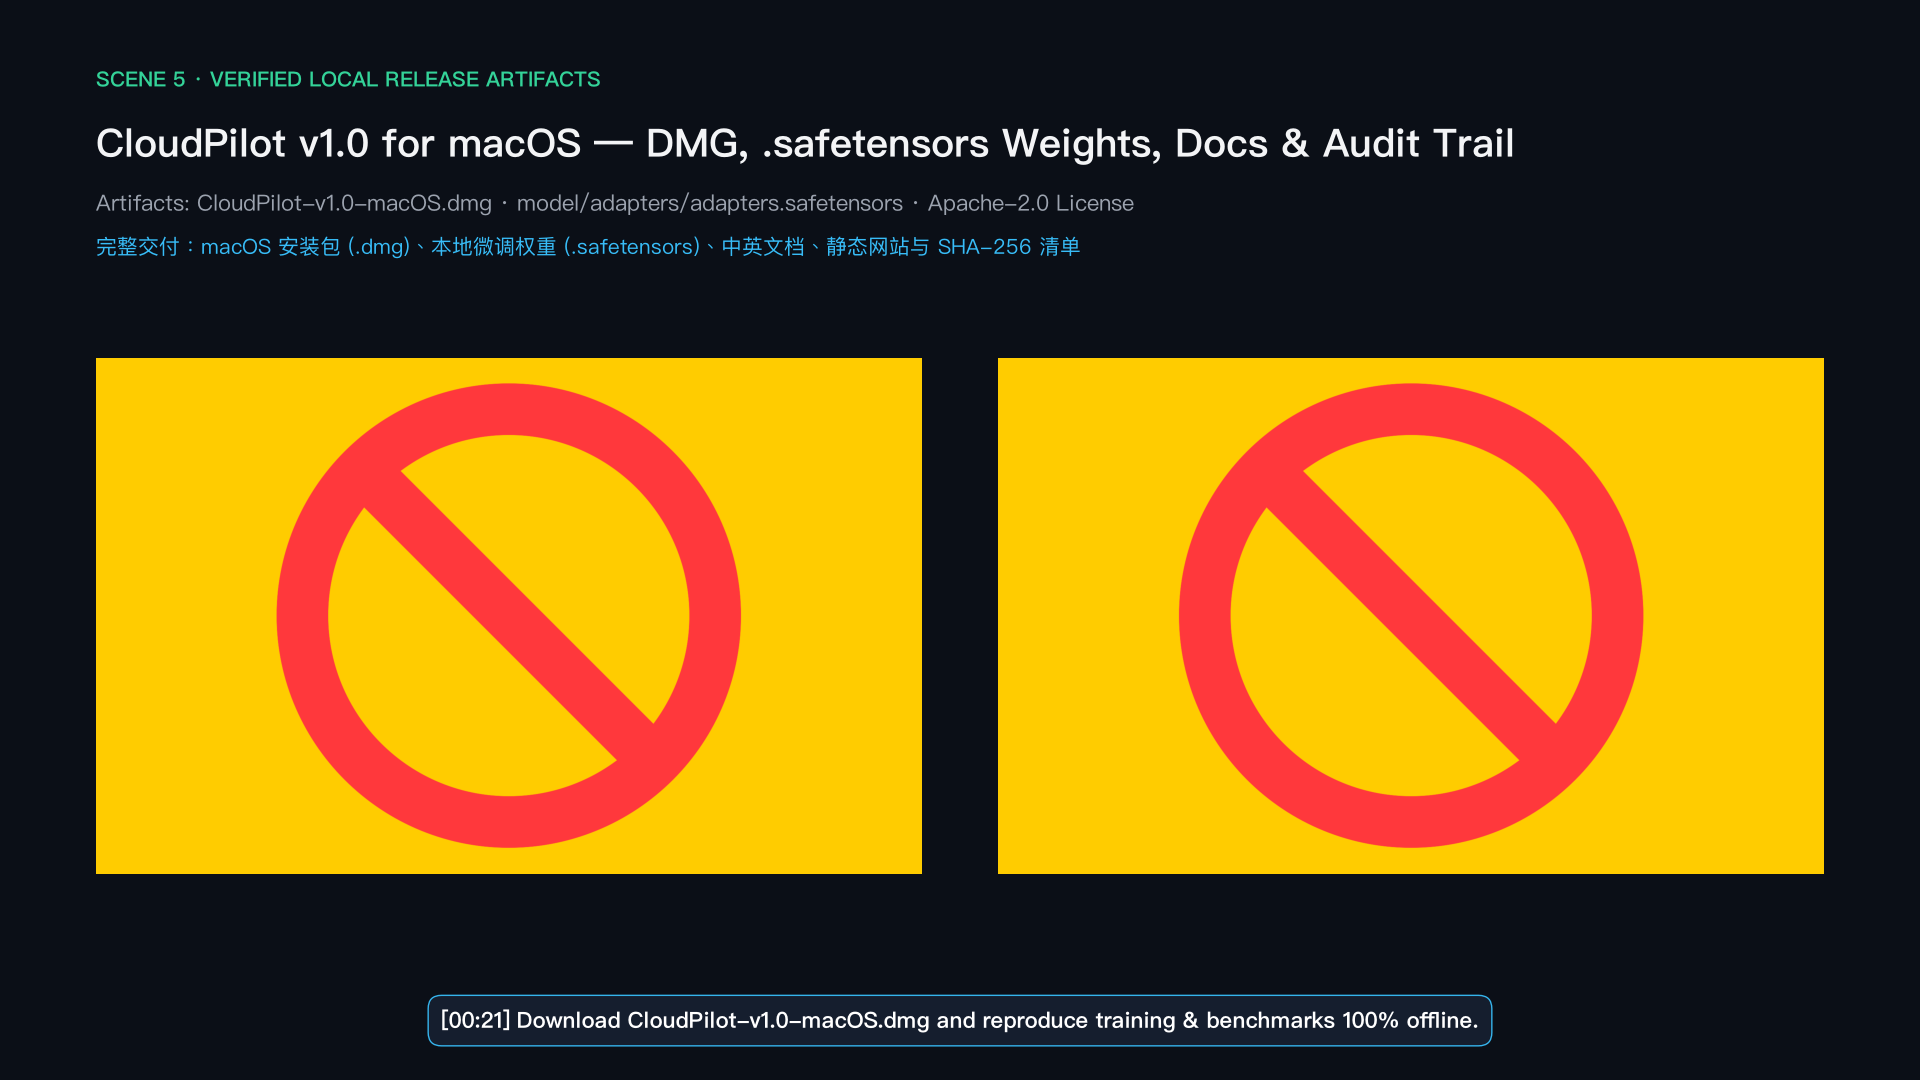 SCENE 5 · VERIFIED LOCAL RELEASE ARTIFACTS
CloudPilot v1.0 for macOS — DMG, .safetensors Weights, Docs & Audit Trail
Artifacts: CloudPilot-v1.0-macOS.dmg · model/adapters/adapters.safetensors · Apache-2.0 License
完整交付：macOS 安装包 (.dmg)、本地微调权重 (.safetensors)、中英文档、静态网站与 SHA-256 清单
[00:21] Download CloudPilot-v1.0-macOS.dmg and reproduce training & benchmarks 100% offline.